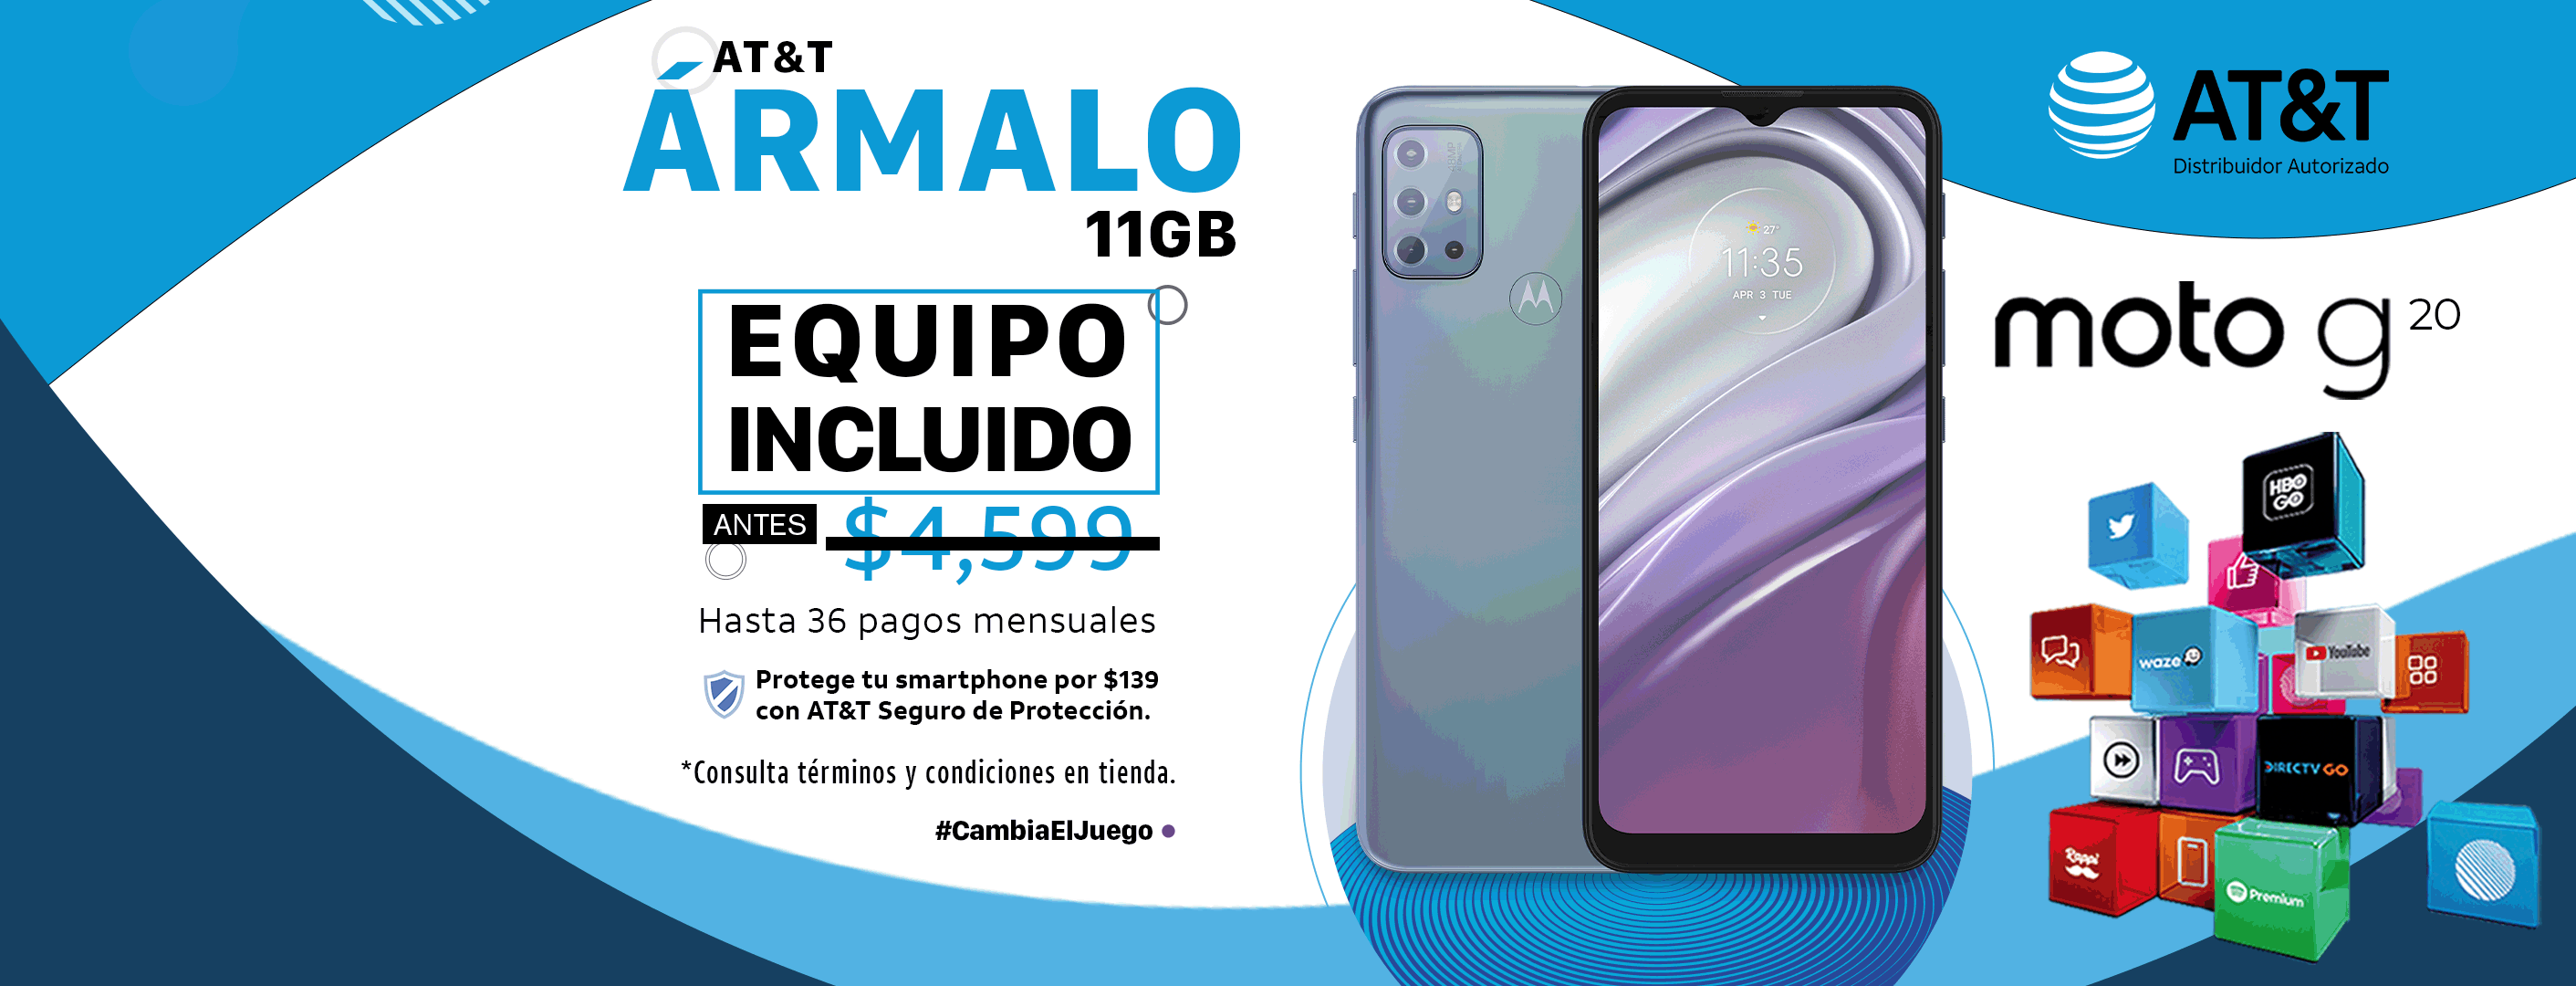 AT&T
ÁRMALO
11GB
EQUIPO
INCLUIDO
ANTES $4,599
Hasta 36 pagos mensuales
Protege tu smartphone por $139
con AT&T Seguro de Protección.
*Consulta términos y condiciones en tienda.
#CambiaElJuego
48MP
27°
11:35
APR 3 TUE
AT&T
Distribuidor Autorizado
moto g 20
HBO
GO
waze
YouTube
DIRECTV GO
Rappi
Premium